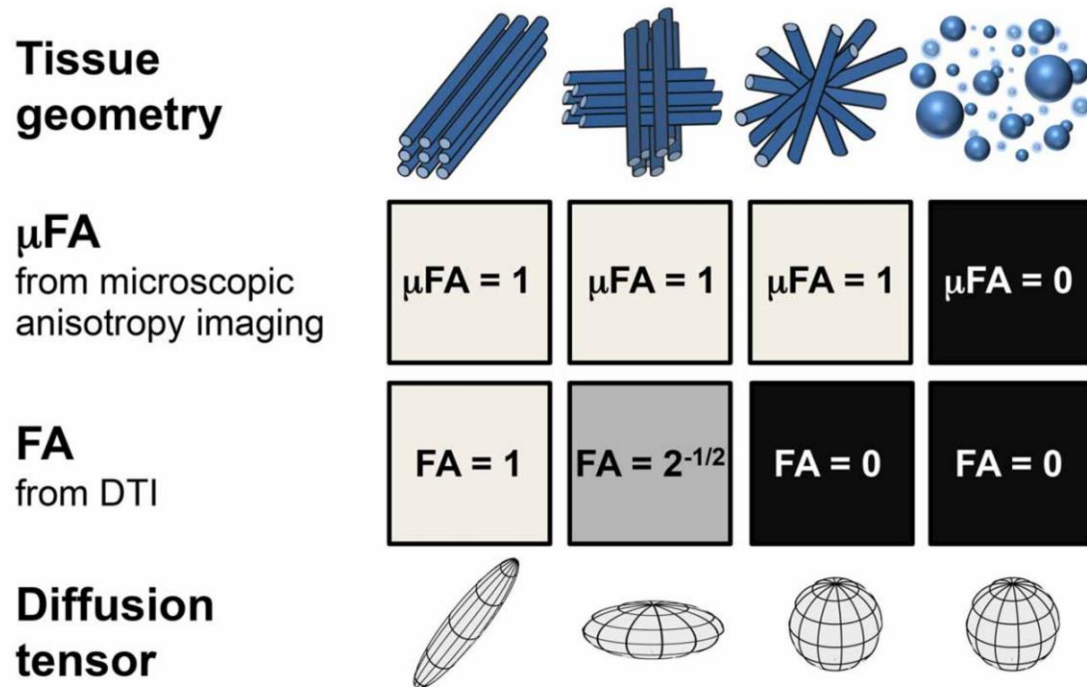 Tissue
geometry
μFA
from microscopic
anisotropy imaging
μFA = 1
μFA = 1
μFA = 1
μFA = 0
FA
from DTI
FA = 1
FA = 2⁻¹/²
FA = 0
FA = 0
Diffusion
tensor